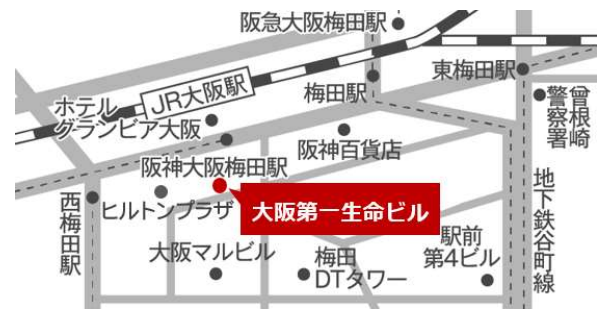 阪急大阪梅田駅
JR大阪駅
梅田駅
東梅田駅
ホテル
グランビア大阪
曾根崎
警察署
阪神百貨店
阪神大阪梅田駅
西梅田駅
ヒルトンプラザ
大阪第一生命ビル
地下鉄谷町線
大阪マルビル
梅田
DTタワー
駅前
第4ビル